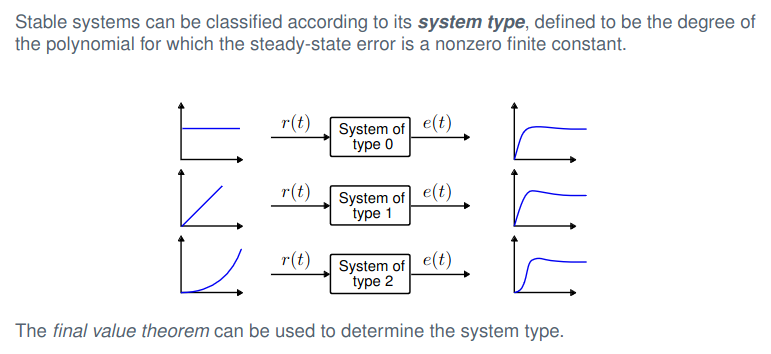 Stable systems can be classified according to its system type, defined to be the degree of
the polynomial for which the steady-state error is a nonzero finite constant.
r(t) System of type 0 e(t)
r(t) System of type 1 e(t)
r(t) System of type 2 e(t)
The final value theorem can be used to determine the system type.